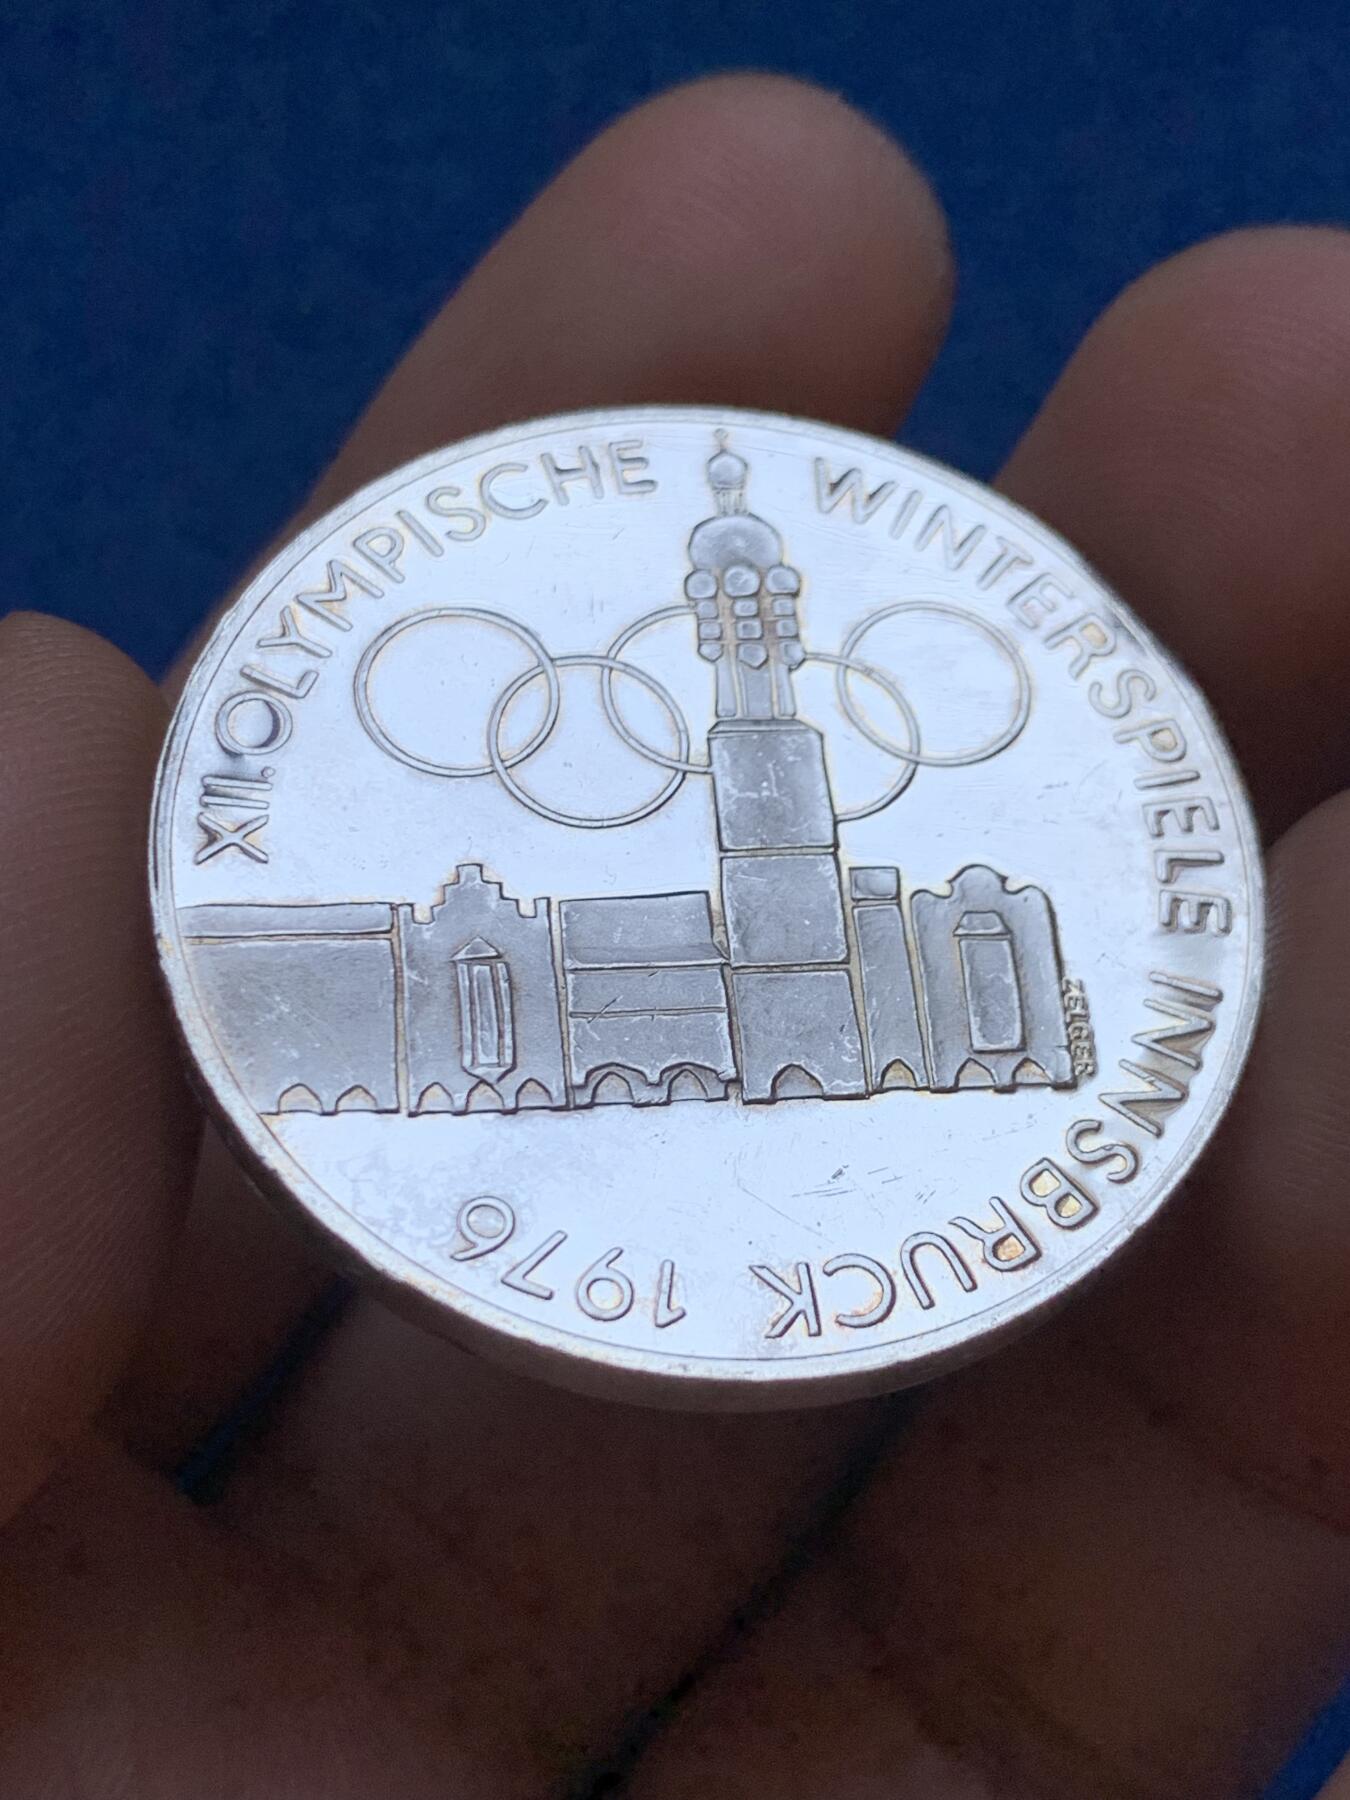 XII. OLYMPISCHE WINTERSPIELE INNSBRUCK 1976
ZEIGER